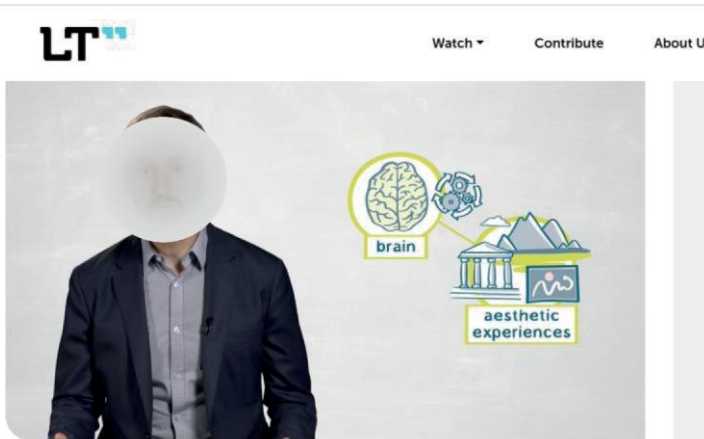 LT"
Watch Contribute About U
brain
aesthetic
experiences